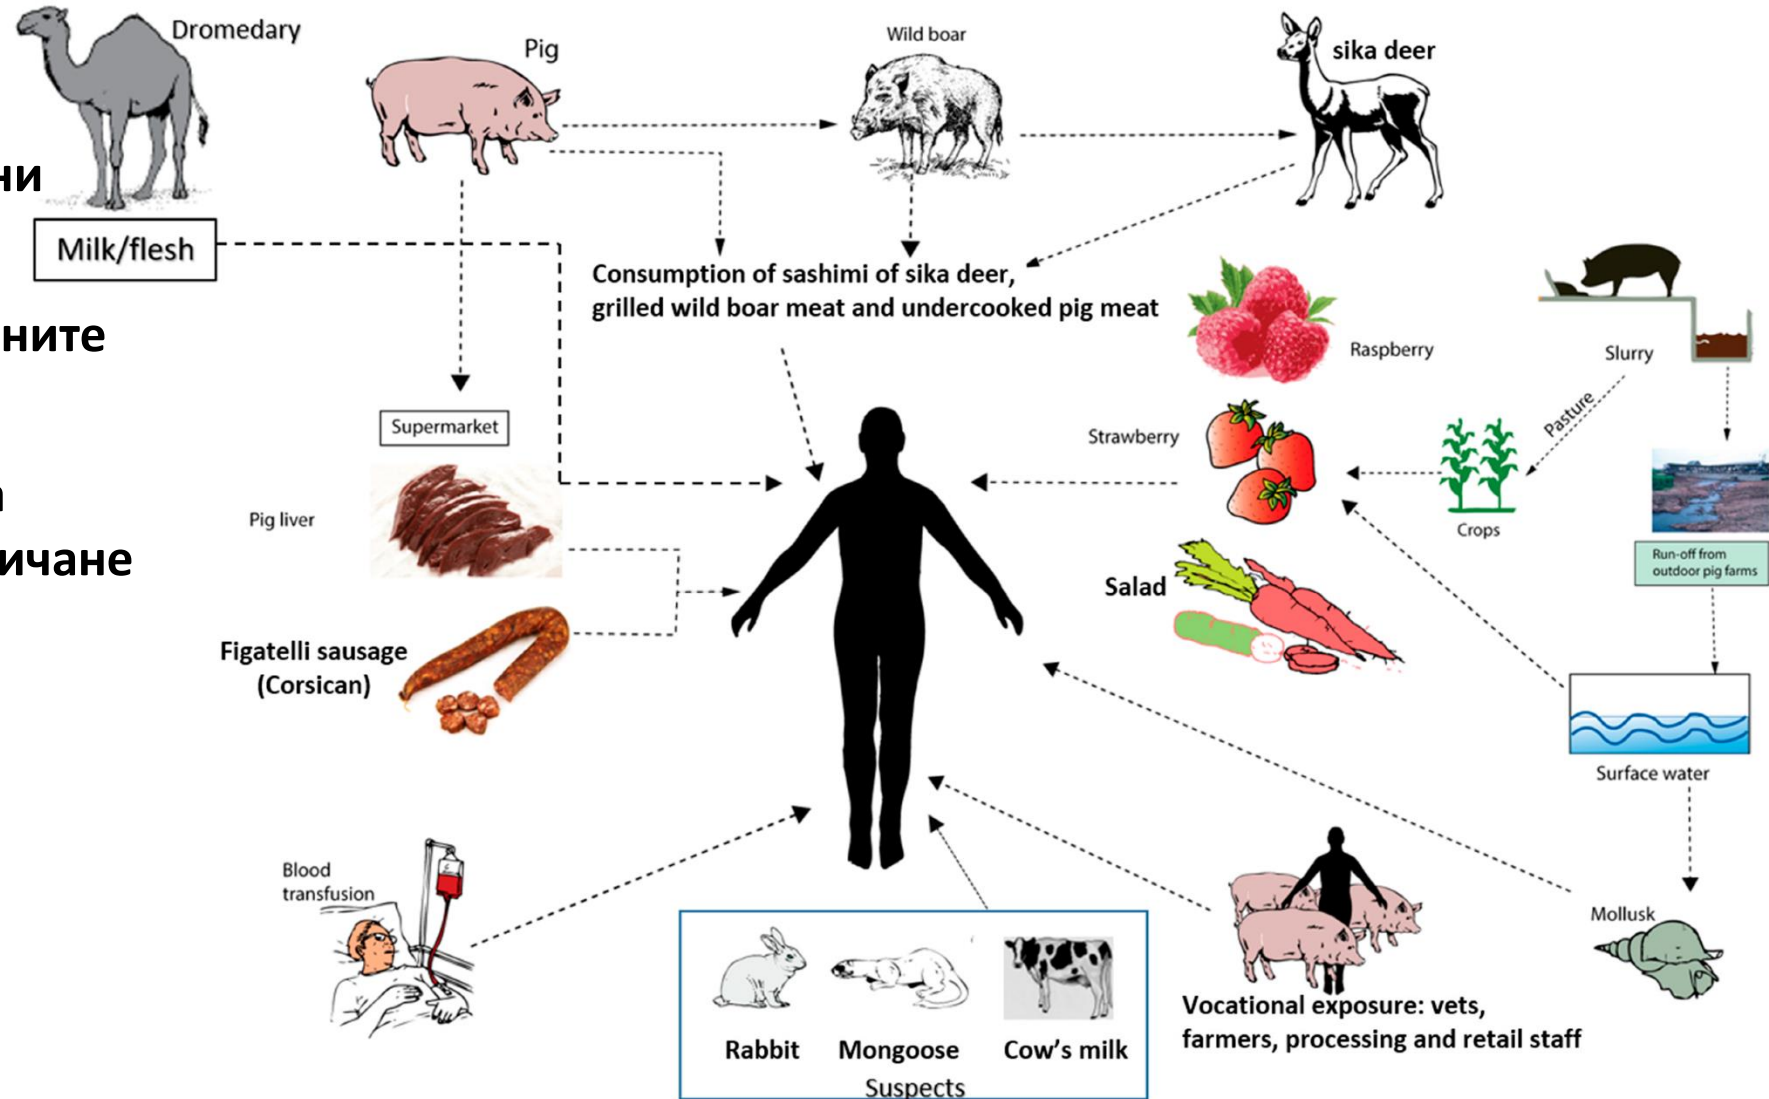 Dromedary
Pig
Wild boar
sika deer
ни
Milk/flesh
Consumption of sashimi of sika deer,
grilled wild boar meat and undercooked pig meat
ните
Raspberry
Slurry
Pasture
Supermarket
Strawberry
Pig liver
а
ичане
Crops
Run-off from
outdoor pig farms
Salad
Figatelli sausage
(Corsican)
Surface water
Blood
transfusion
Mollusk
Vocational exposure: vets,
farmers, processing and retail staff
Rabbit Mongoose Cow's milk
Suspects